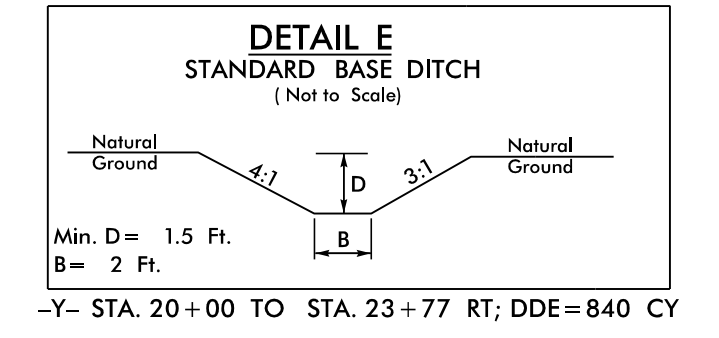 DETAIL E
STANDARD BASE DITCH
( Not to Scale)
Natural
Ground
4:1
D
3:1
Natural
Ground
B
Min. D= 1.5 Ft.
B= 2 Ft.
–Y– STA. 20+00 TO STA. 23+77 RT; DDE=840 CY